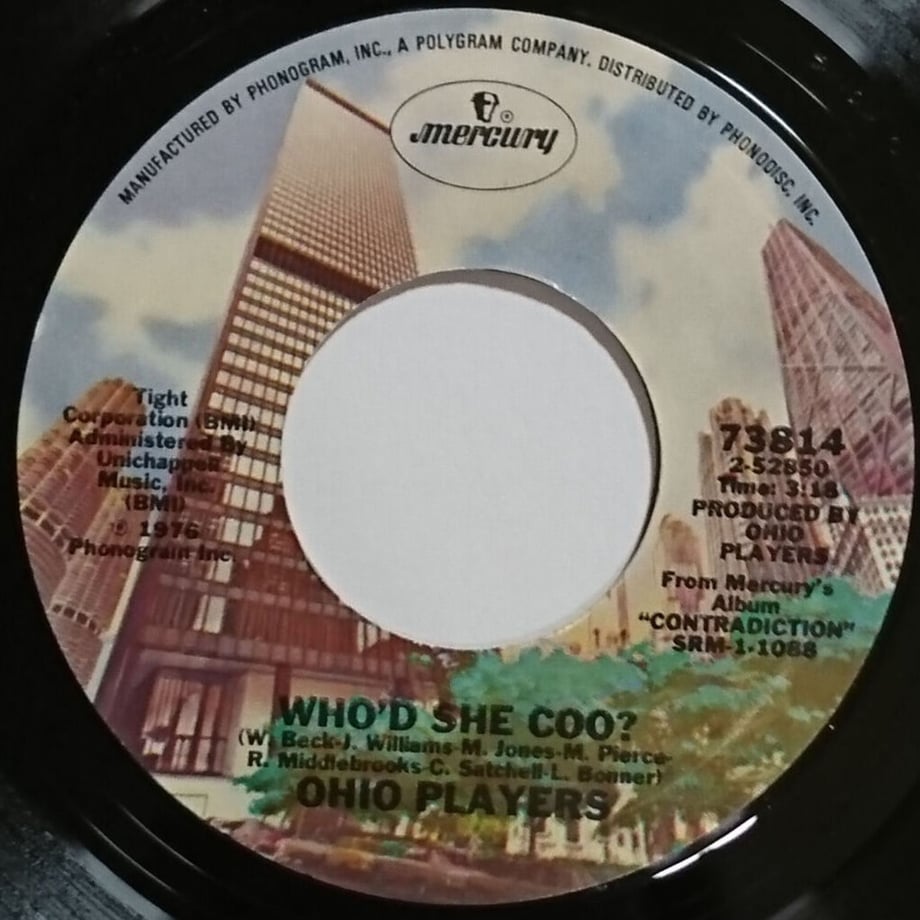 MANUFACTURED BY PHONOGRAM, INC., A POLYGRAM COMPANY. DISTRIBUTED BY PHONODISC, INC.
mercury
®
Tight
Corporation (BMI)
Administered By
Unichappell
Music, Inc.
(BMI)
℗ 1976
Phonogram Inc.
73814
2-52850
Time: 3:18
PRODUCED BY
OHIO
PLAYERS
From Mercury's
Album
"CONTRADICTION"
SRM-1-1088
WHO'D SHE COO?
(W. Beck-J. Williams-M. Jones-M. Pierce-
R. Middlebrooks-C. Satchell-L. Bonner)
OHIO PLAYERS